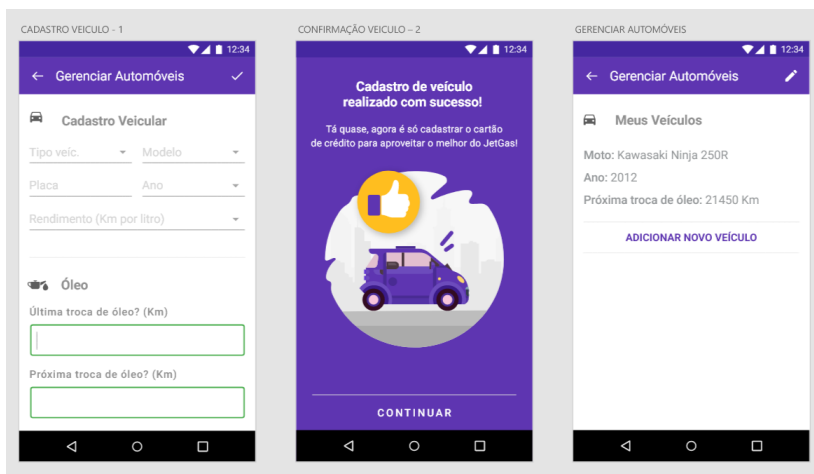 CADASTRO VEICULO - 1
12:34
Gerenciar Automóveis
Cadastro Veicular
Tipo veíc.
Modelo
Placa
Ano
Rendimento (Km por litro)
Óleo
Última troca de óleo? (Km)
Próxima troca de óleo? (Km)
CONFIRMAÇÃO VEICULO – 2
12:34
Cadastro de veículo
realizado com sucesso!
Tá quase, agora é só cadastrar o cartão
de crédito para aproveitar o melhor do JetGas!
CONTINUAR
GERENCIAR AUTOMÓVEIS
12:34
Gerenciar Automóveis
Meus Veículos
Moto: Kawasaki Ninja 250R
Ano: 2012
Próxima troca de óleo: 21450 Km
ADICIONAR NOVO VEÍCULO